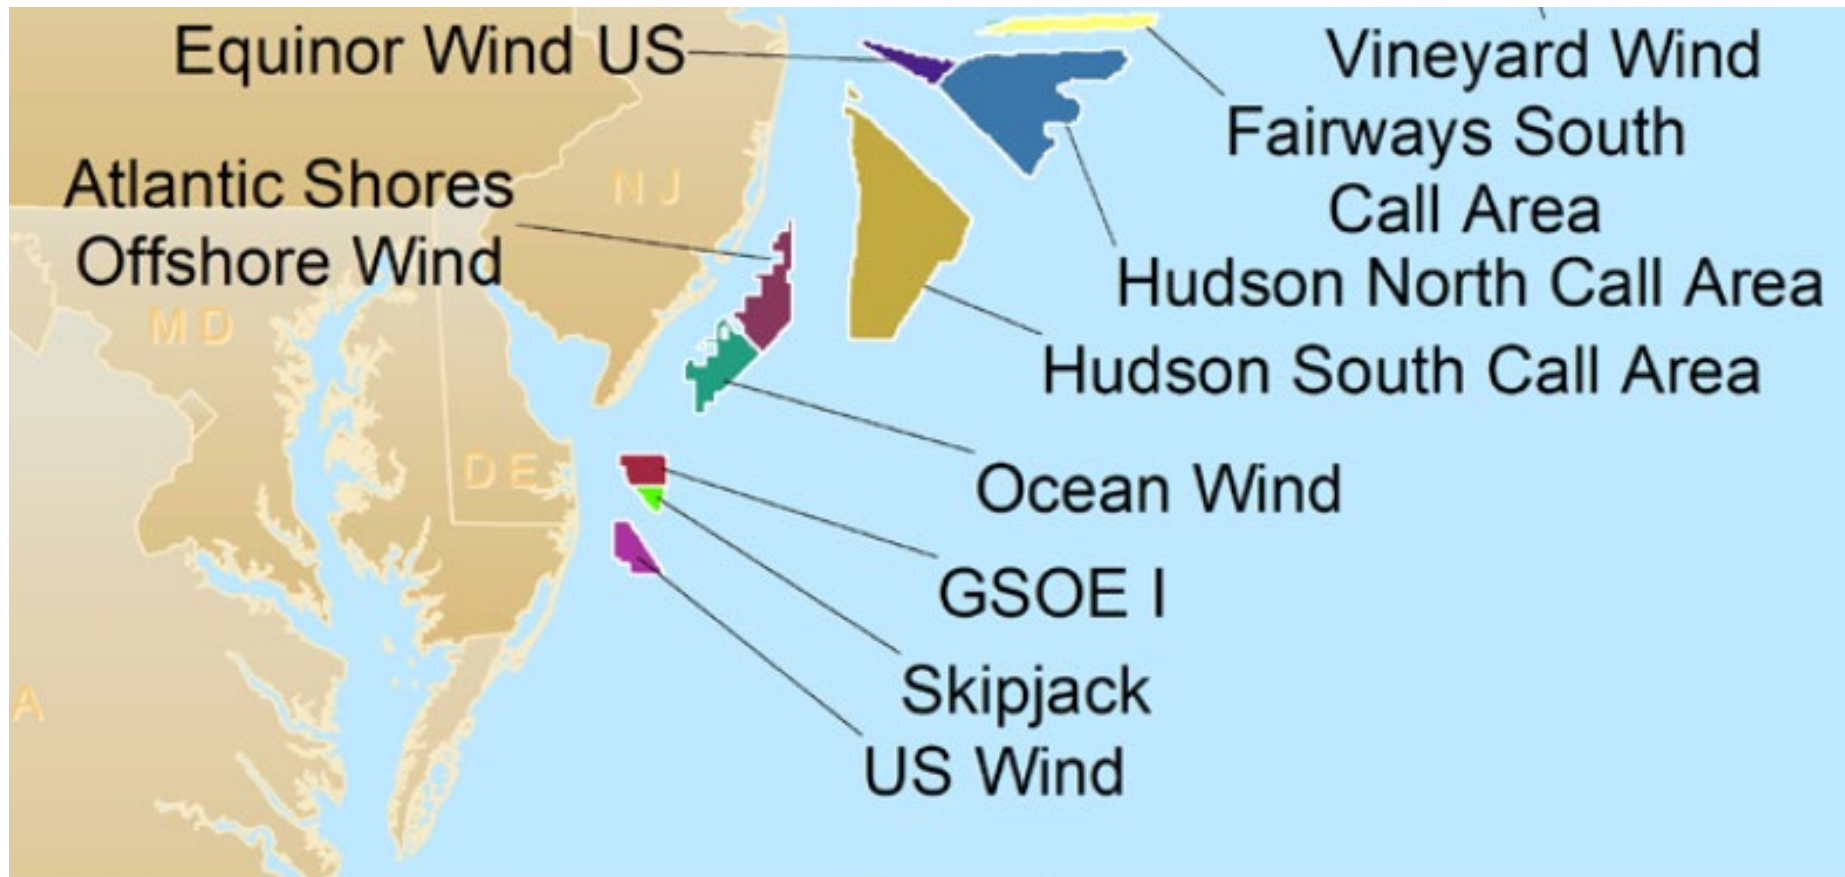 Equinor Wind US
Vineyard Wind
Fairways South
Call Area
Atlantic Shores
Offshore Wind
NJ
Hudson North Call Area
MD
Hudson South Call Area
DE
Ocean Wind
GSOE I
Skipjack
A
US Wind